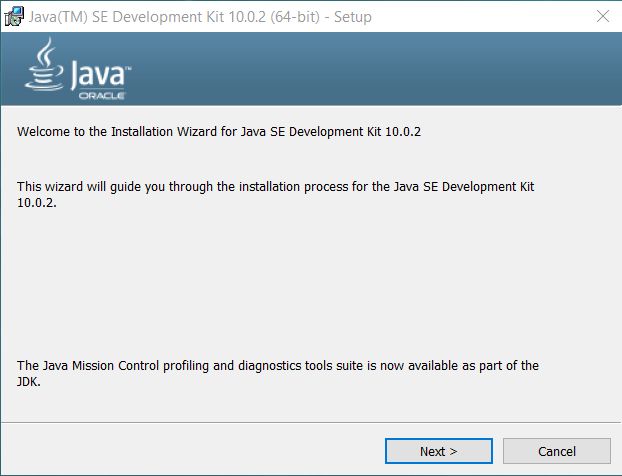 Java(TM) SE Development Kit 10.0.2 (64-bit) - Setup
Java™
ORACLE
Welcome to the Installation Wizard for Java SE Development Kit 10.0.2
This wizard will guide you through the installation process for the Java SE Development Kit
10.0.2.
The Java Mission Control profiling and diagnostics tools suite is now available as part of the
JDK.
Next >
Cancel